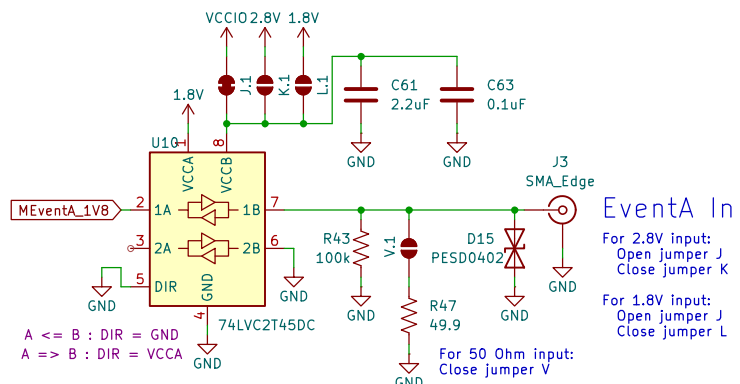 VCCIO 2.8V 1.8V
J.1
K.1
L.1
C61
2.2uF
C63
0.1uF
GND
GND
1.8V
U10
1
8
VCCA
VCCB
MEventA_1V8
2
1A
1B
7
3
2A
2B
6
5
DIR
GND
4
GND
GND
GND
74LVC2T45DC
A <= B : DIR = GND
A => B : DIR = VCCA
R43
100k
GND
V.1
R47
49.9
GND
D15
PESD0402
GND
J3
SMA_Edge
GND
EventA In
For 2.8V input:
Open jumper J
Close jumper K
For 1.8V input:
Open jumper J
Close jumper L
For 50 Ohm input:
Close jumper V